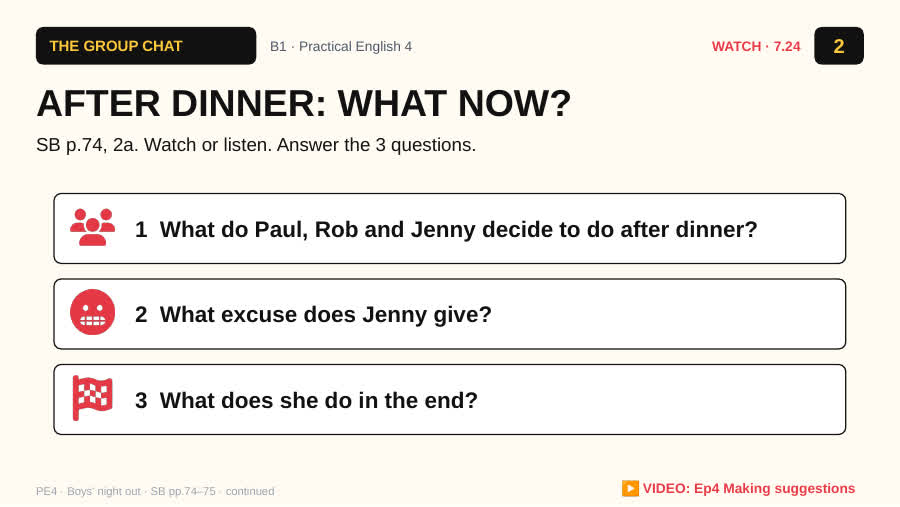 THE GROUP CHAT
B1 · Practical English 4
WATCH · 7.24
2
AFTER DINNER: WHAT NOW?
SB p.74, 2a. Watch or listen. Answer the 3 questions.
1 What do Paul, Rob and Jenny decide to do after dinner?
2 What excuse does Jenny give?
3 What does she do in the end?
PE4 · Boys' night out · SB pp.74–75 · continued
▶️ VIDEO: Ep4 Making suggestions